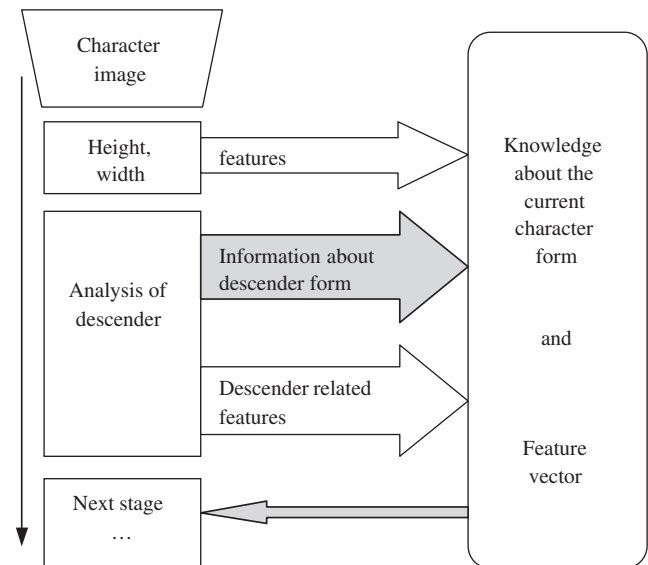 Character
image
Height,
width
features
Knowledge
about the
current
character
form
Analysis of
descender
Information about
descender form
and
Descender related
features
Feature
vector
Next stage
…